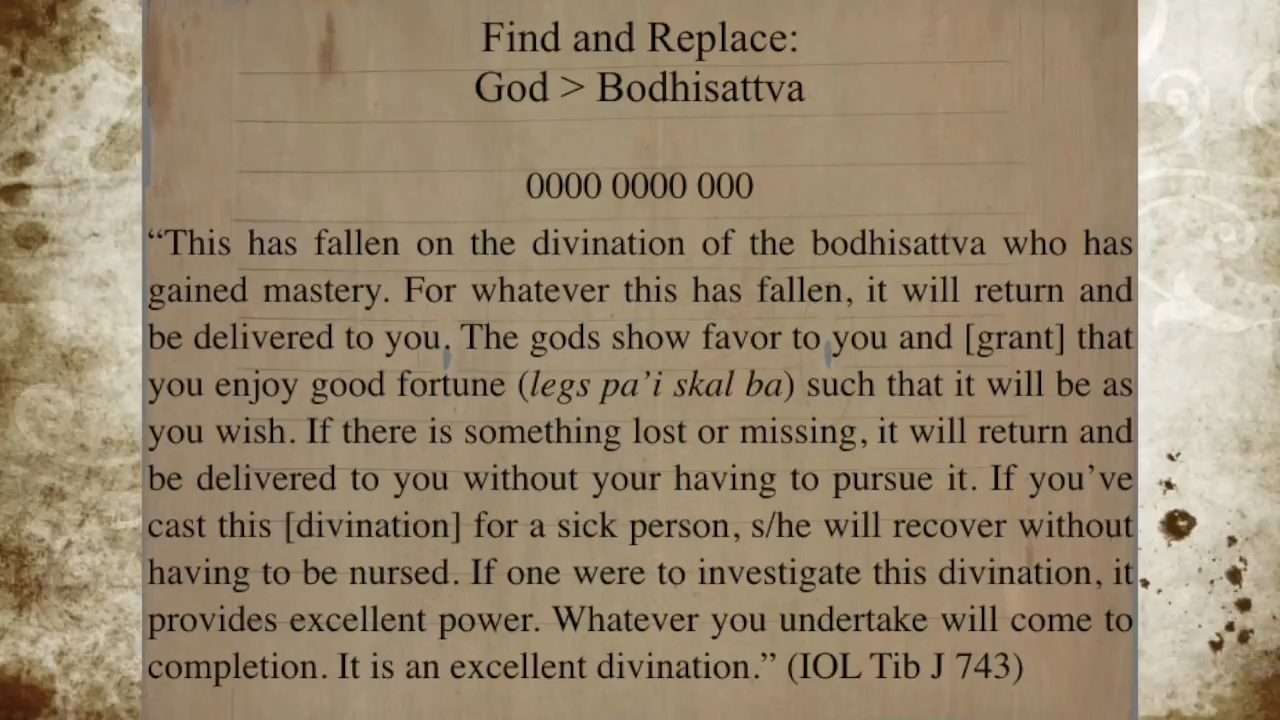 Find and Replace:
God > Bodhisattva
0000 0000 000
“This has fallen on the divination of the bodhisattva who has
gained mastery. For whatever this has fallen, it will return and
be delivered to you. The gods show favor to you and [grant] that
you enjoy good fortune (legs pa’i skal ba) such that it will be as
you wish. If there is something lost or missing, it will return and
be delivered to you without your having to pursue it. If you’ve
cast this [divination] for a sick person, s/he will recover without
having to be nursed. If one were to investigate this divination, it
provides excellent power. Whatever you undertake will come to
completion. It is an excellent divination.” (IOL Tib J 743)